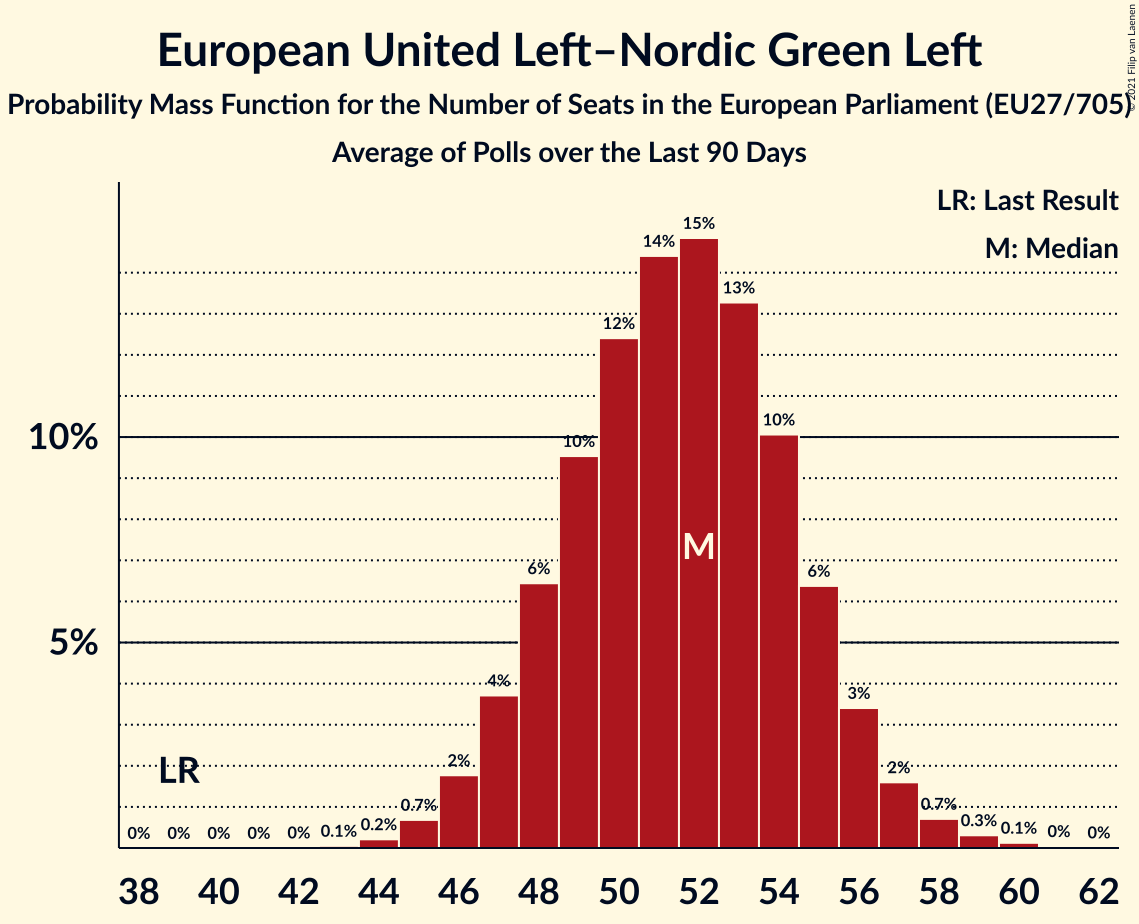 European United Left–Nordic Green Left
Probability Mass Function for the Number of Seats in the European Parliament (EU27/705)
Average of Polls over the Last 90 Days
© 2021 Filip van Laenen
LR: Last Result
M: Median
15%
14%
13%
12%
10%
10%
10%
M
6%
6%
5%
4%
3%
LR
2%
2%
0.7%
0.7%
0% 0% 0% 0% 0% 0.1% 0.2% 0.3% 0.1% 0% 0%
38 40 42 44 46 48 50 52 54 56 58 60 62